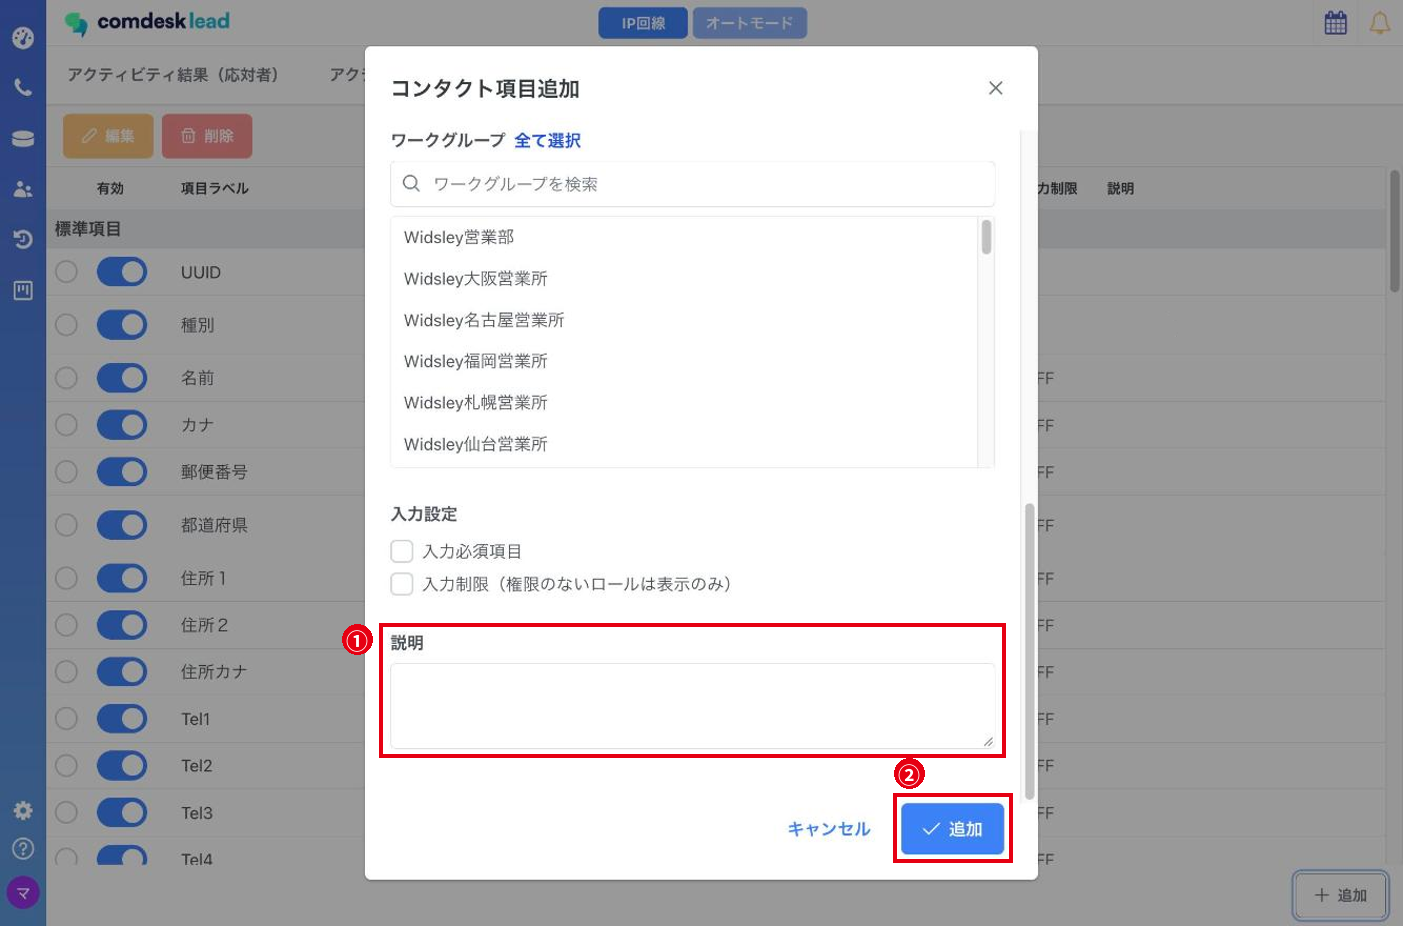 comdesk lead
IP回線
オートモード
アクティビティ結果（応対者）
アク
編集
削除
有効
項目ラベル
力制限
説明
標準項目
UUID
種別
名前
FF
カナ
FF
郵便番号
FF
都道府県
FF
住所１
FF
住所２
FF
住所カナ
FF
Tel1
FF
Tel2
FF
Tel3
FF
Tel4
FF
マ
＋ 追加
コンタクト項目追加
ワークグループ 全て選択
ワークグループを検索
Widsley営業部
Widsley大阪営業所
Widsley名古屋営業所
Widsley福岡営業所
Widsley札幌営業所
Widsley仙台営業所
入力設定
入力必須項目
入力制限（権限のないロールは表示のみ）
①
説明
②
キャンセル
追加